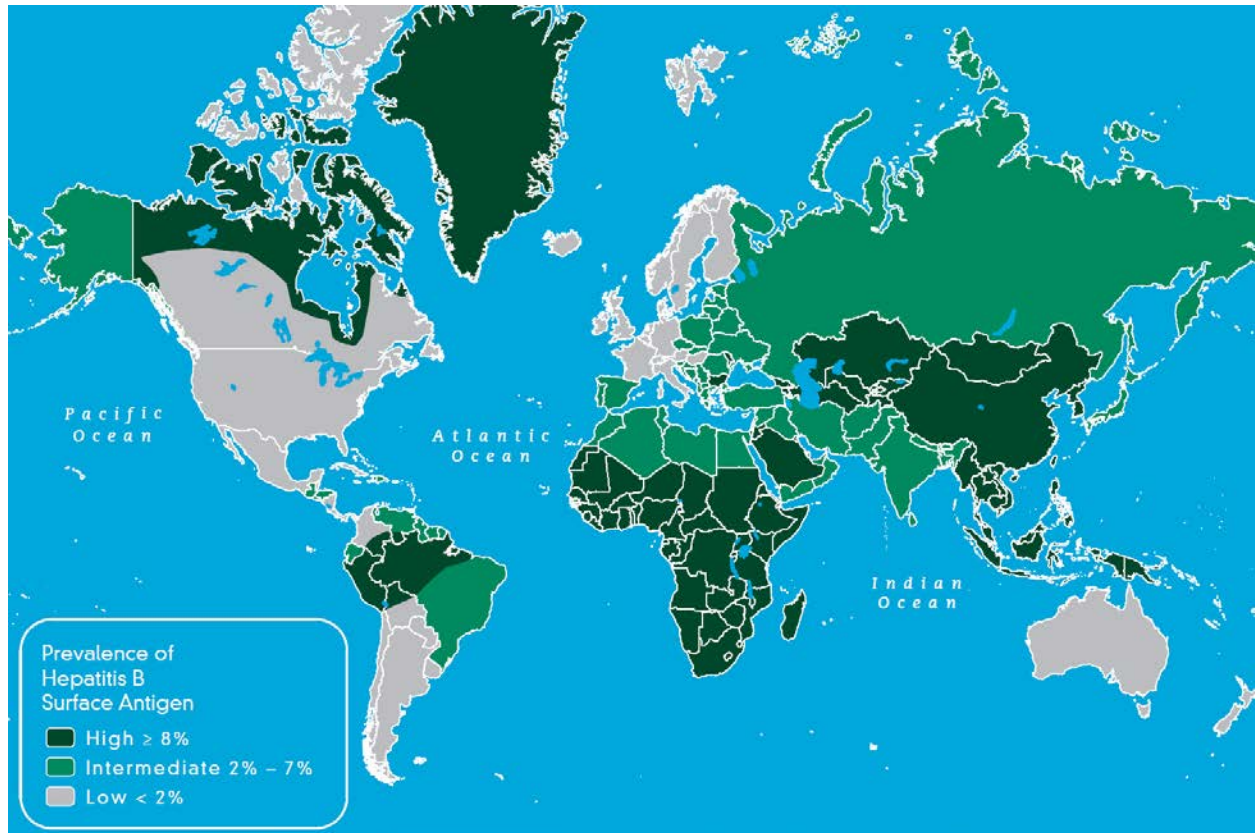 Pacific
Ocean
Atlantic
Ocean
Indian
Ocean
Prevalence of
Hepatitis B
Surface Antigen
High ≥ 8%
Intermediate 2% – 7%
Low < 2%